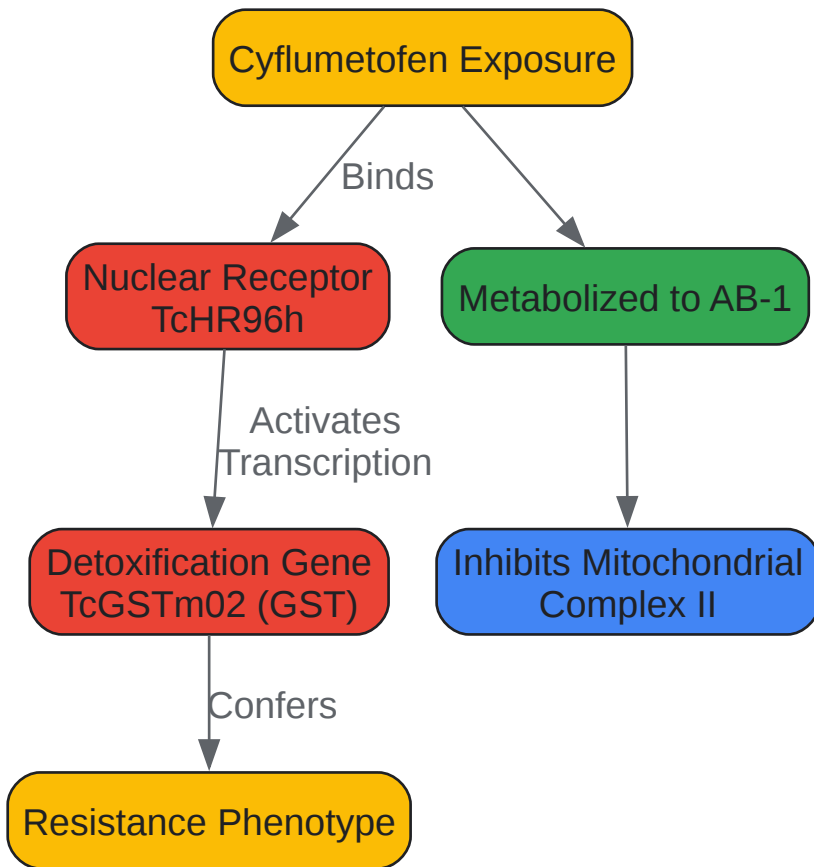 Cyflumetofen Exposure
Binds
Nuclear Receptor
TcHR96h
Metabolized to AB-1
Activates
Transcription
Detoxification Gene
TcGSTm02 (GST)
Inhibits Mitochondrial
Complex II
Confers
Resistance Phenotype